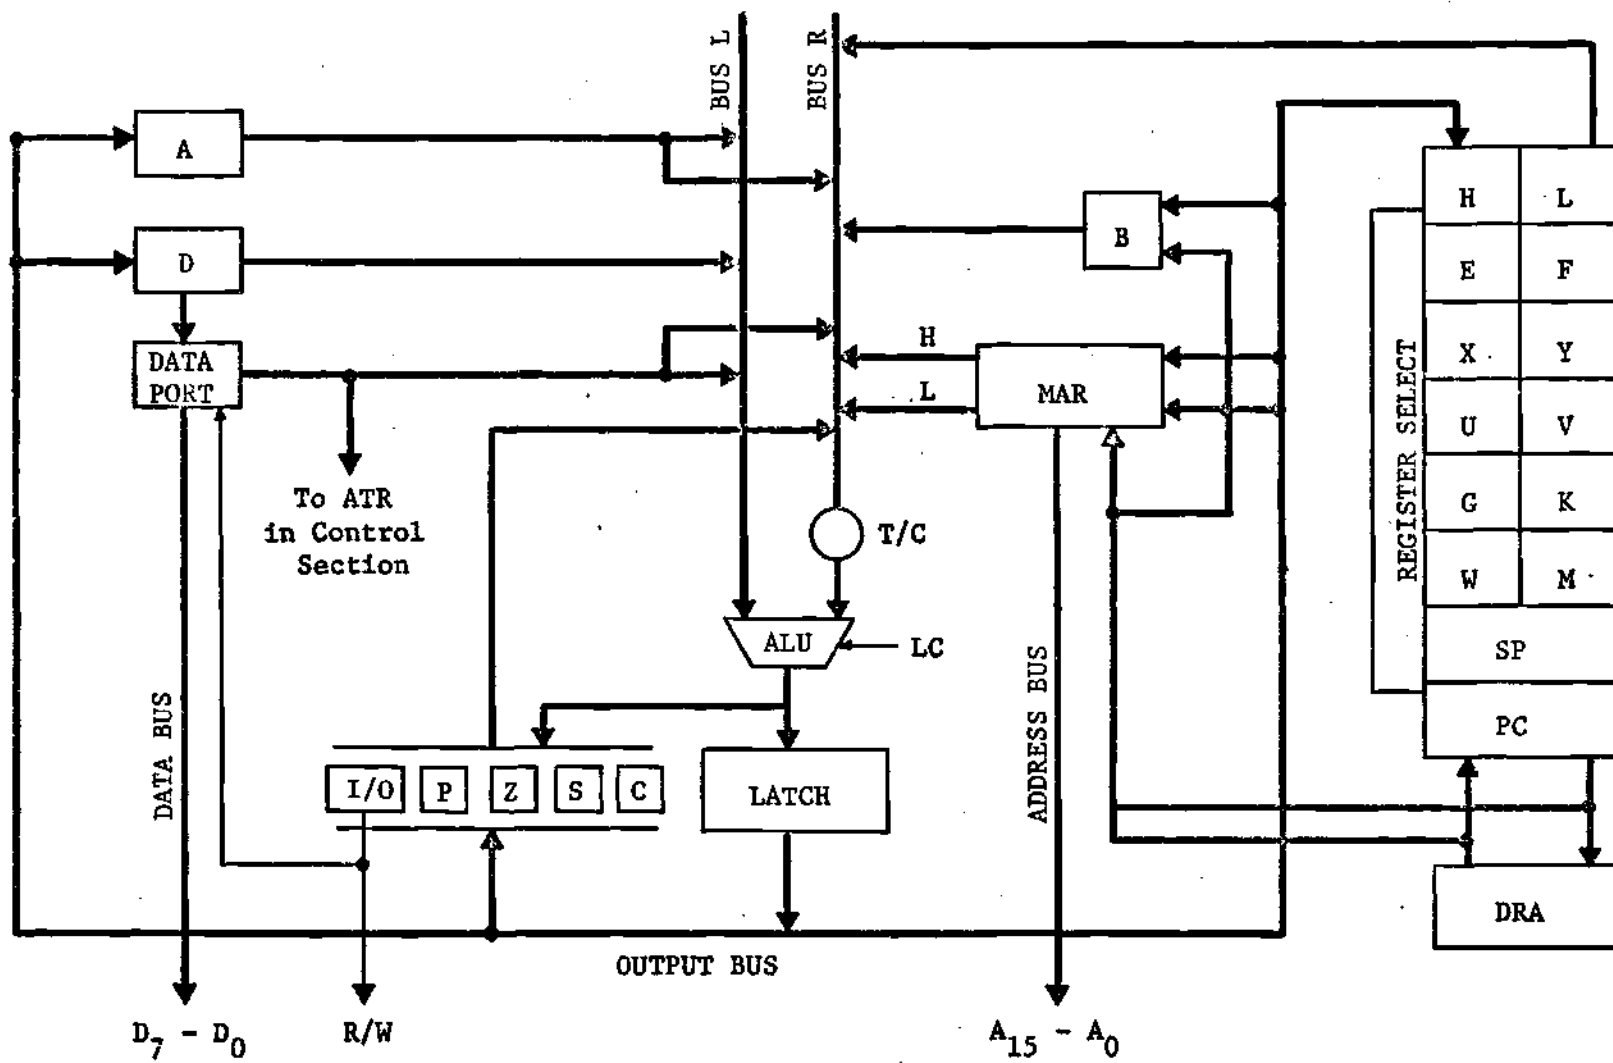 BUS L
BUS R
A
H L
B
D
E F
DATA
PORT
H
L
MAR
X Y
U V
REGISTER SELECT
To ATR
in Control
Section
G K
T/C
W M
ALU
LC
SP
PC
DATA BUS
ADDRESS BUS
I/O P Z S C
LATCH
DRA
OUTPUT BUS
D7 - D0
R/W
A15 - A0